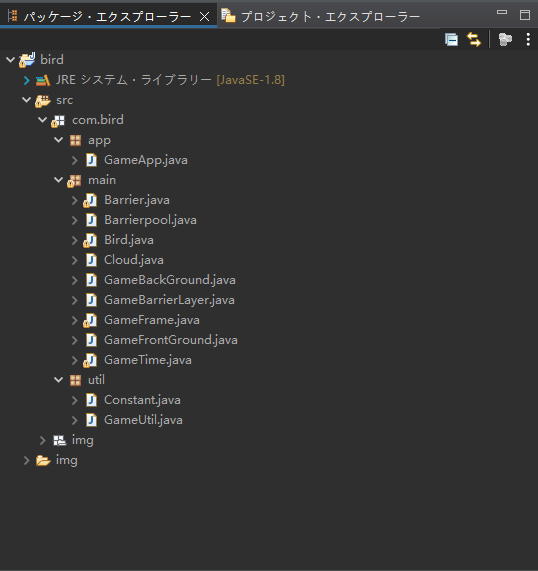 パッケージ・エクスプローラー プロジェクト・エクスプローラー
bird
JRE システム・ライブラリー [JavaSE-1.8]
src
com.bird
app
GameApp.java
main
Barrier.java
Barrierpool.java
Bird.java
Cloud.java
GameBackGround.java
GameBarrierLayer.java
GameFrame.java
GameFrontGround.java
GameTime.java
util
Constant.java
GameUtil.java
img
img